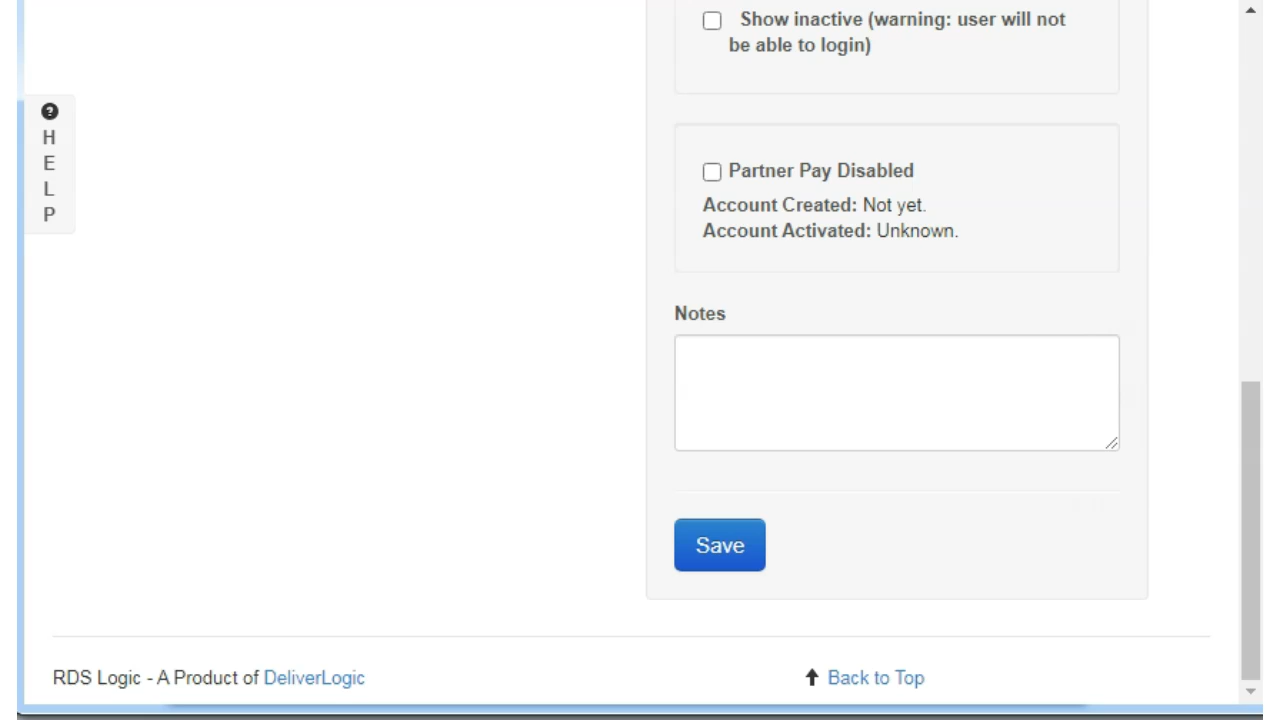 Show inactive (warning: user will not
be able to login)
?
H
E
L
P
Partner Pay Disabled
Account Created: Not yet.
Account Activated: Unknown.
Notes
Save
RDS Logic - A Product of DeliverLogic
Back to Top